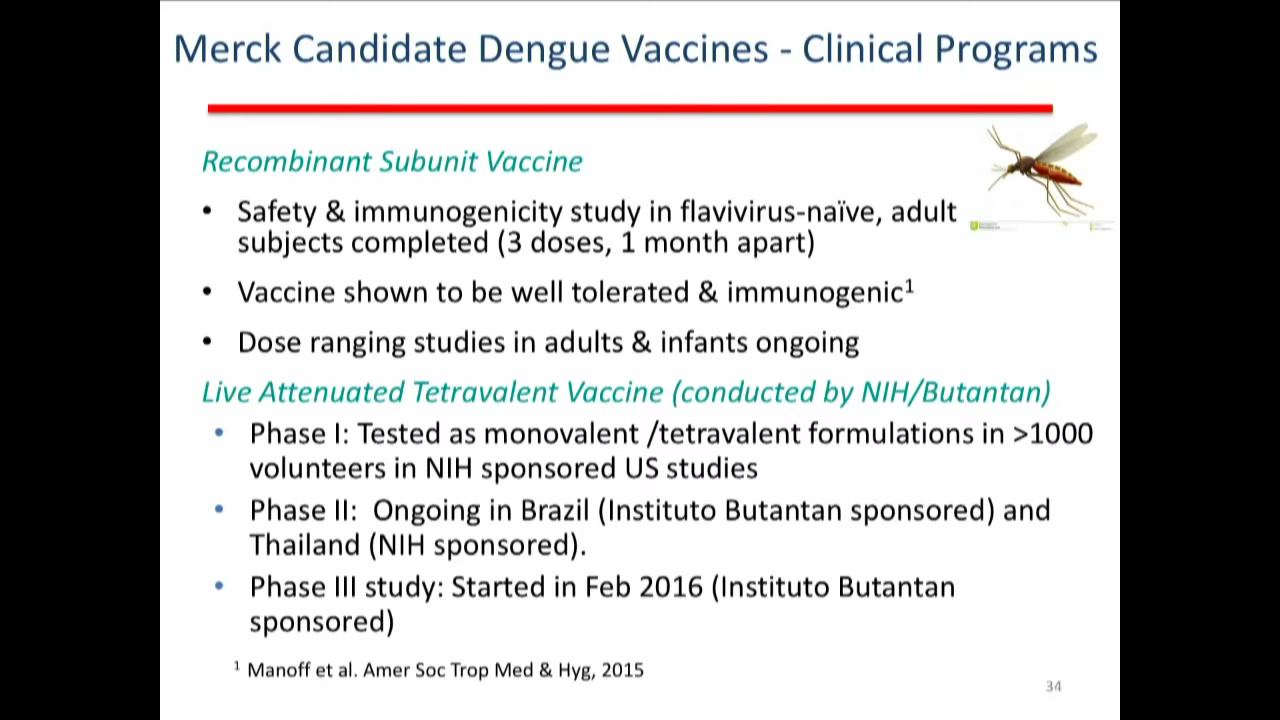 Merck Candidate Dengue Vaccines - Clinical Programs
Recombinant Subunit Vaccine
• Safety & immunogenicity study in flavivirus-naïve, adult
subjects completed (3 doses, 1 month apart)
• Vaccine shown to be well tolerated & immunogenic¹
• Dose ranging studies in adults & infants ongoing
Live Attenuated Tetravalent Vaccine (conducted by NIH/Butantan)
• Phase I: Tested as monovalent /tetravalent formulations in >1000
volunteers in NIH sponsored US studies
• Phase II:  Ongoing in Brazil (Instituto Butantan sponsored) and
Thailand (NIH sponsored).
• Phase III study: Started in Feb 2016 (Instituto Butantan
sponsored)
¹ Manoff et al. Amer Soc Trop Med & Hyg, 2015
34